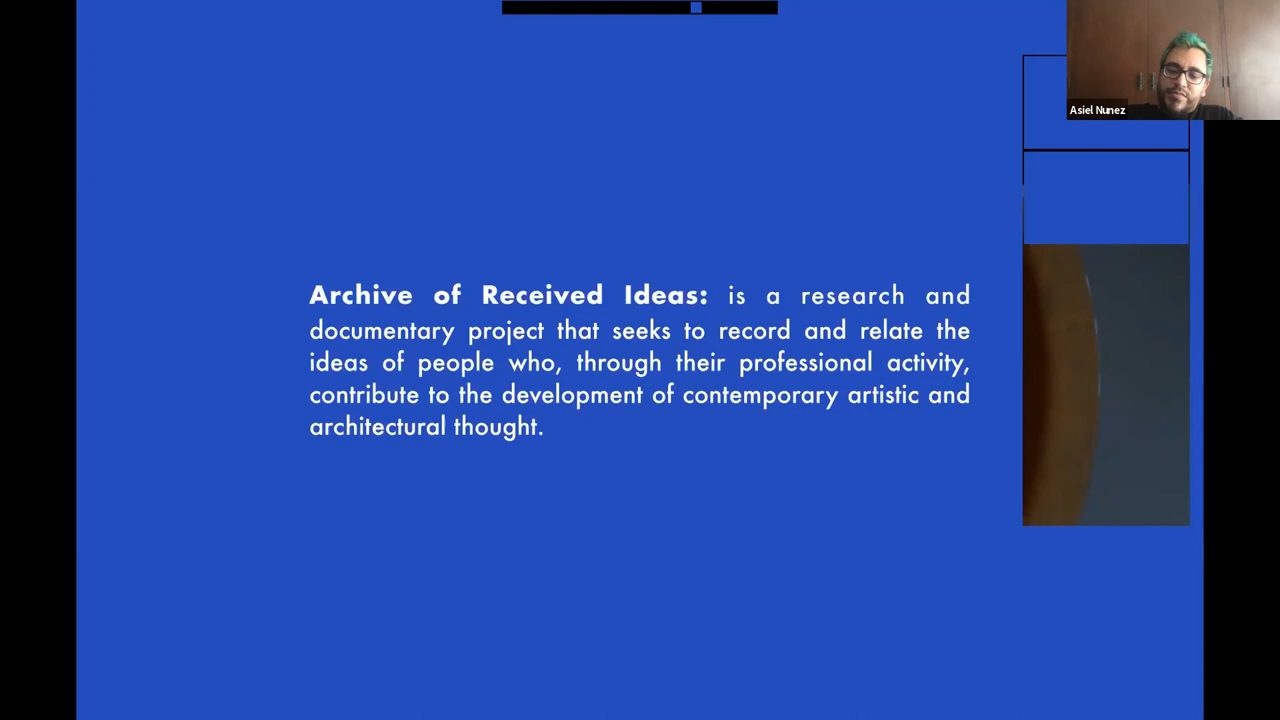 Asiel Nunez
Archive of Received Ideas: is a research and
documentary project that seeks to record and relate the
ideas of people who, through their professional activity,
contribute to the development of contemporary artistic and
architectural thought.